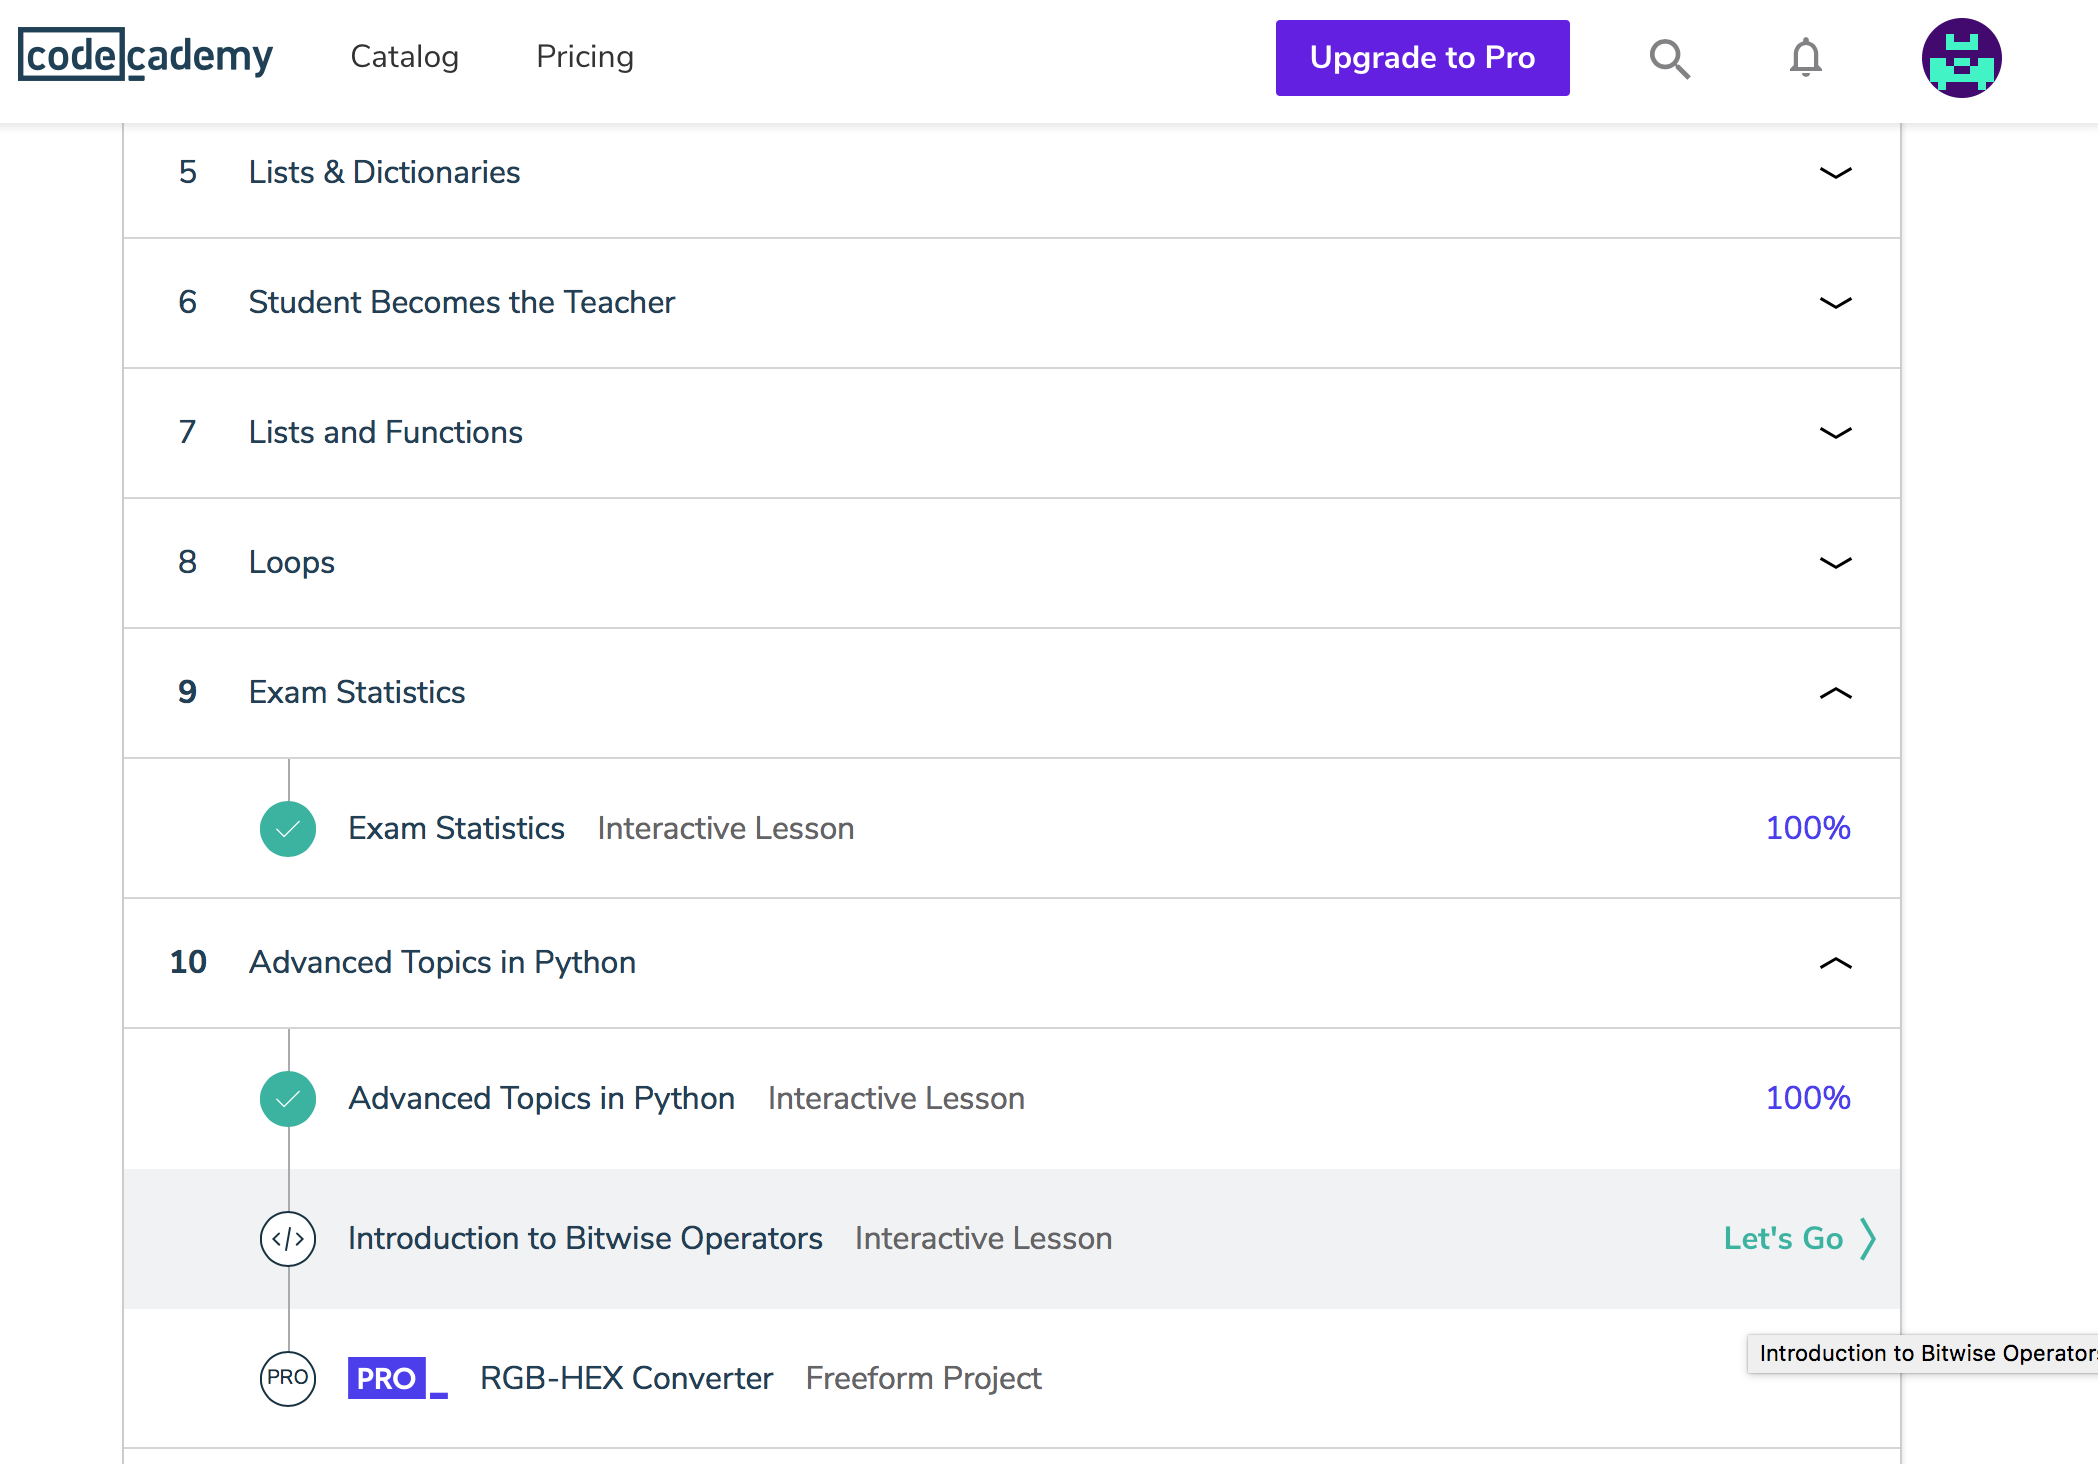 codecademy Catalog Pricing Upgrade to Pro
5 Lists & Dictionaries
6 Student Becomes the Teacher
7 Lists and Functions
8 Loops
9 Exam Statistics
Exam Statistics Interactive Lesson 100%
10 Advanced Topics in Python
Advanced Topics in Python Interactive Lesson 100%
</> Introduction to Bitwise Operators Interactive Lesson Let's Go
Introduction to Bitwise Operators
PRO PRO_ RGB-HEX Converter Freeform Project